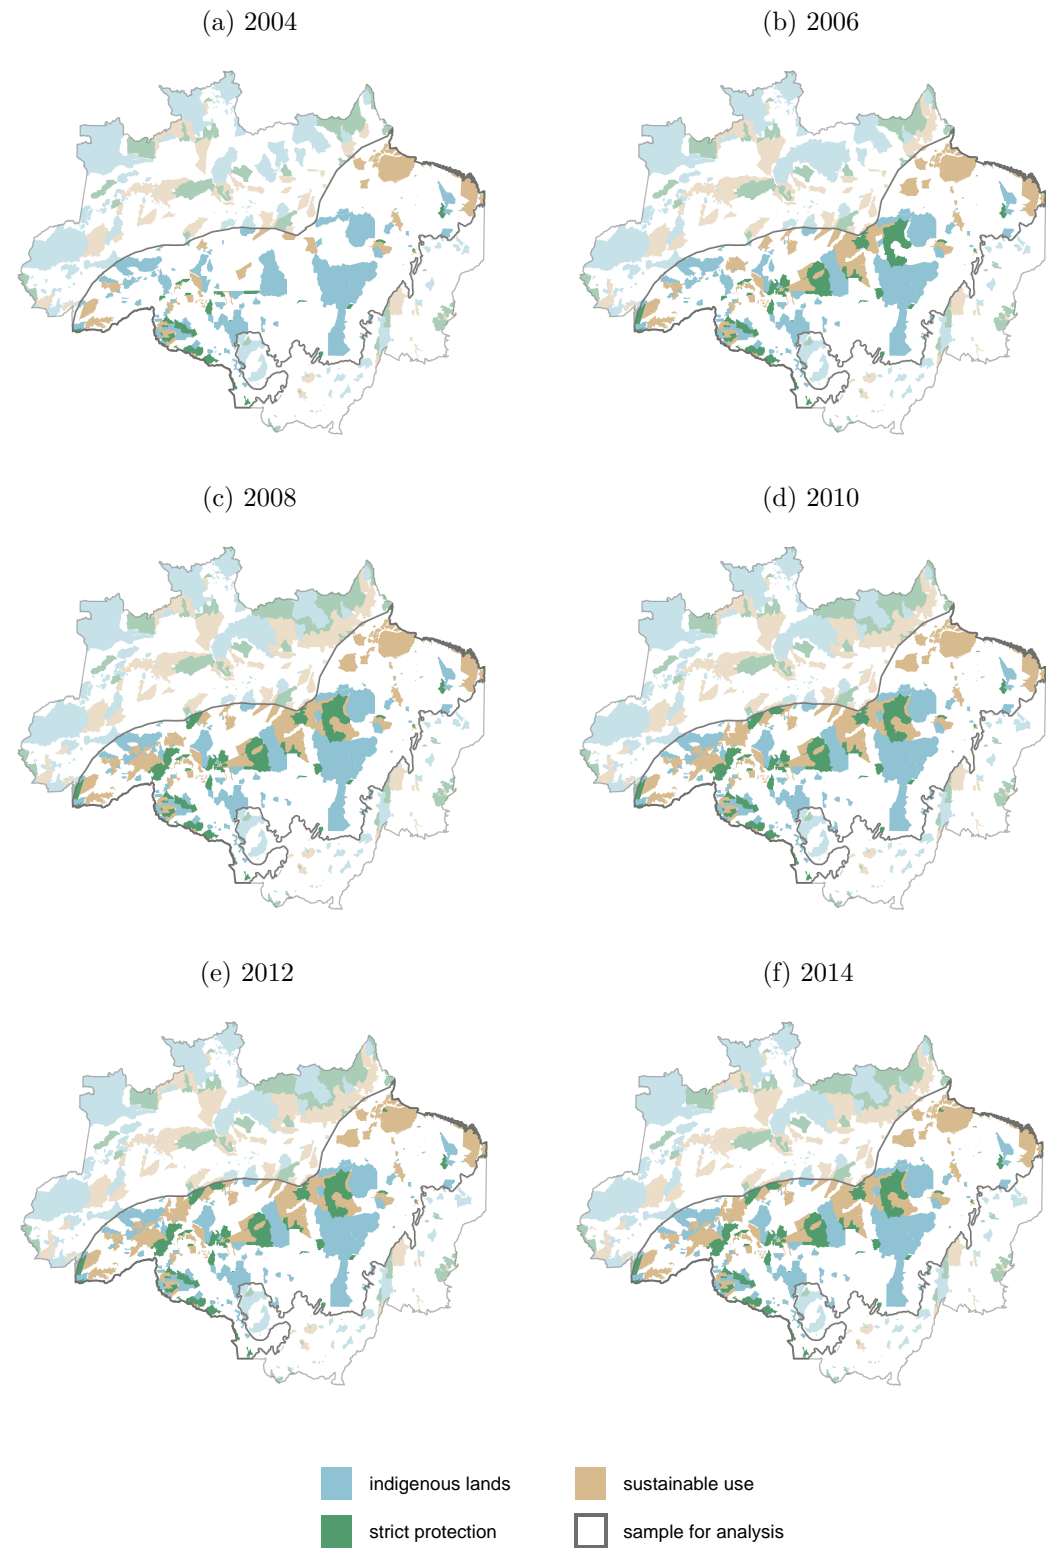 (a) 2004
(b) 2006
(c) 2008
(d) 2010
(e) 2012
(f) 2014
indigenous lands
sustainable use
strict protection
sample for analysis